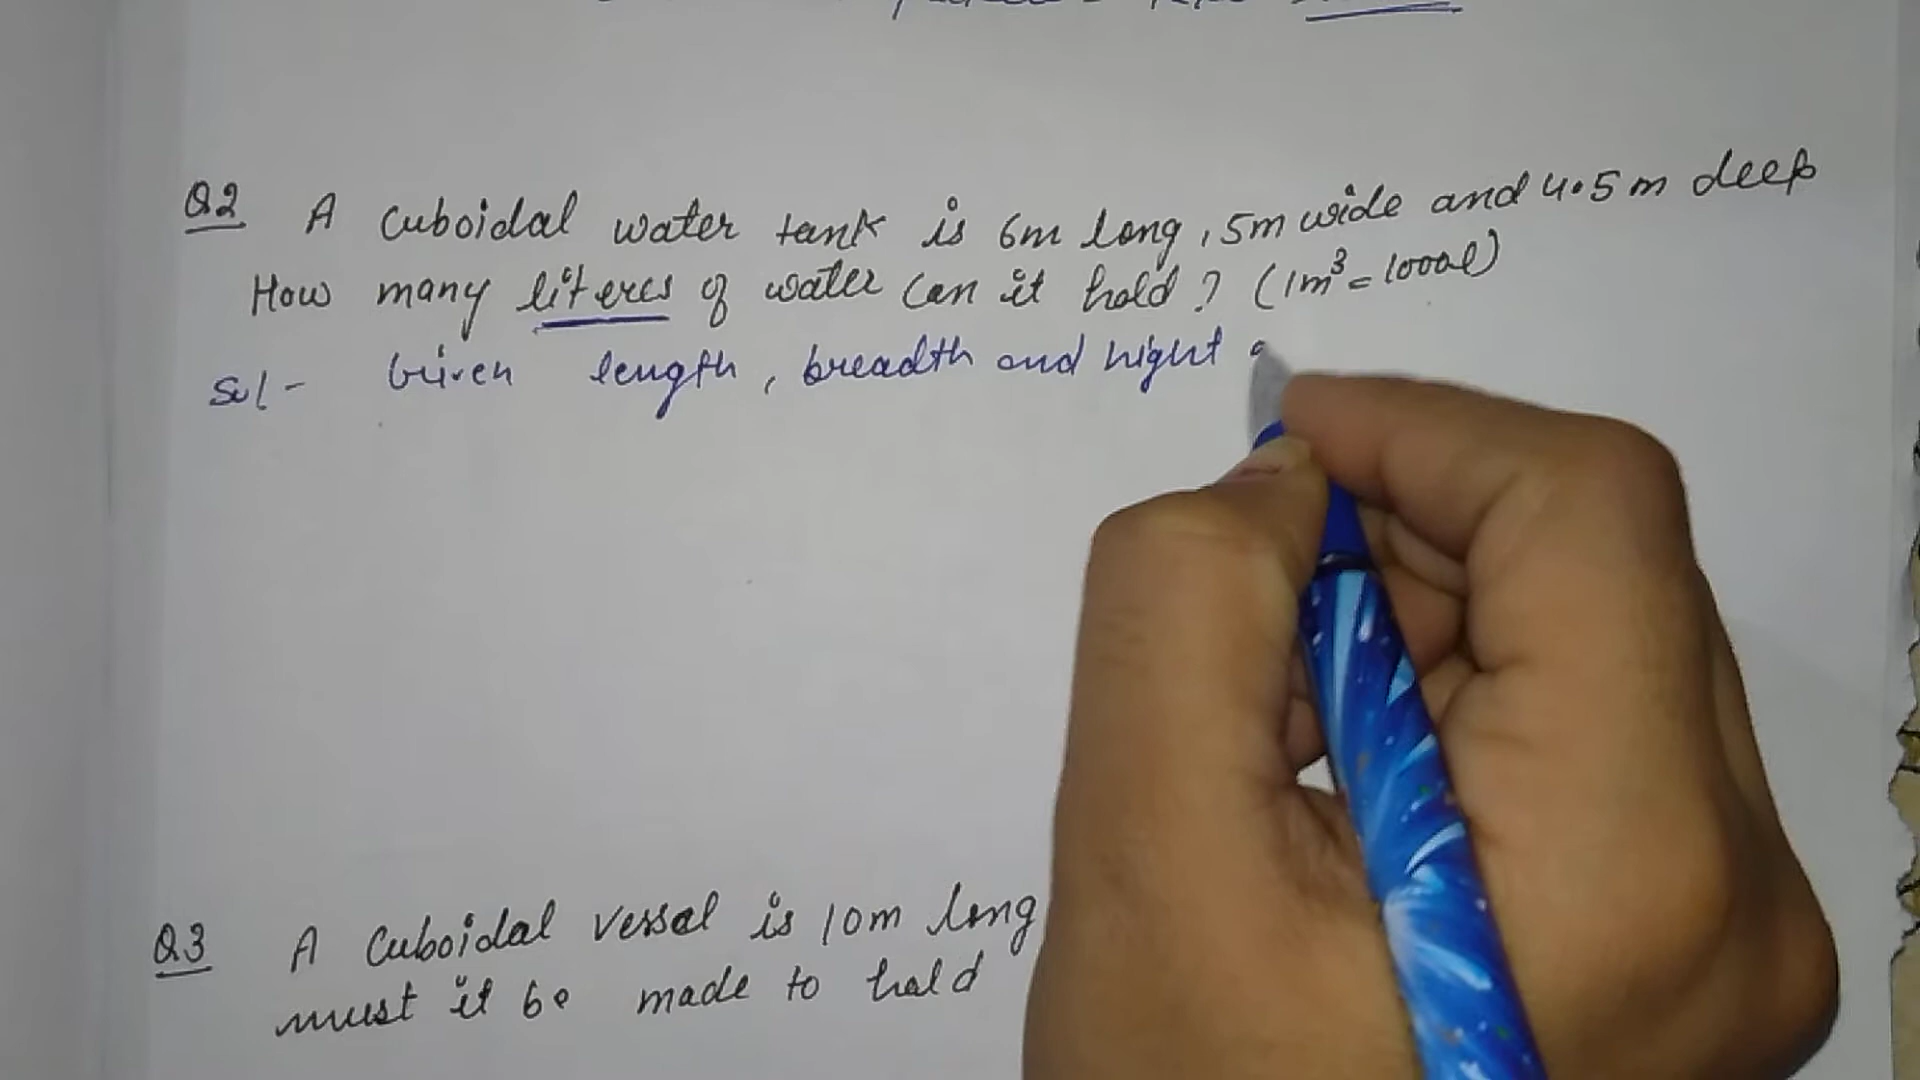 Q2 A Cuboidal water tank is 6m long, 5m wide and 4.5m deep
How many literes of water can it hold? (1m³=1000l)
Sol- Given length, breadth and hight
Q3 A Cuboidal vessel is 10m long
must it be made to hold